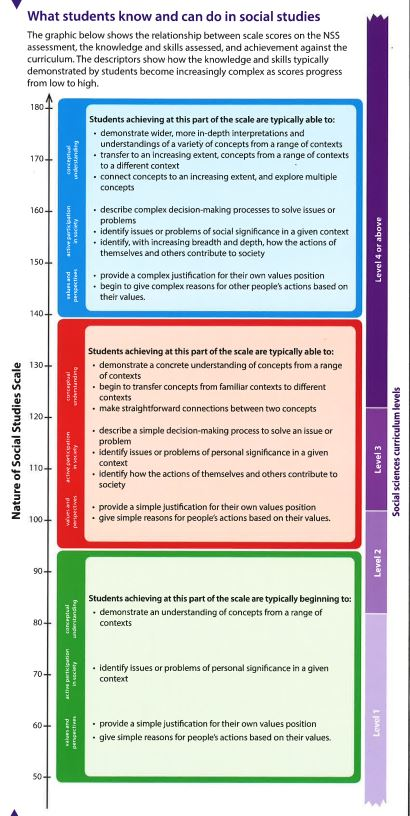 What students know and can do in social studies
The graphic below shows the relationship between scale scores on the NSS
assessment, the knowledge and skills assessed, and achievement against the
curriculum. The descriptors show how the knowledge and skills typically
demonstrated by students become increasingly complex as scores progress
from low to high.
Nature of Social Studies Scale
180
170
160
150
140
130
120
110
100
90
80
70
60
50
conceptual
understanding
active participation
in society
values and
perspectives
Students achieving at this part of the scale are typically able to:
• demonstrate wider, more in-depth interpretations and
understandings of a variety of concepts from a range of contexts
• transfer to an increasing extent, concepts from a range of contexts
to a different context
• connect concepts to an increasing extent, and explore multiple
concepts
• describe complex decision-making processes to solve issues or
problems
• identify issues or problems of social significance in a given context
• identify, with increasing breadth and depth, how the actions of
themselves and others contribute to society
• provide a complex justification for their own values position
• begin to give complex reasons for other people's actions based on
their values.
conceptual
understanding
active participation
in society
values and
perspectives
Students achieving at this part of the scale are typically able to:
• demonstrate a concrete understanding of concepts from a range
of contexts
• begin to transfer concepts from familiar contexts to different
contexts
• make straightforward connections between two concepts
• describe a simple decision-making process to solve an issue or
problem
• identify issues or problems of personal significance in a given
context
• identify how the actions of themselves and others contribute to
society
• provide a simple justification for their own values position
• give simple reasons for people's actions based on their values.
conceptual
understanding
active participation
in society
values and
perspectives
Students achieving at this part of the scale are typically beginning to:
• demonstrate an understanding of concepts from a range of
contexts
• identify issues or problems of personal significance in a given
context
• provide a simple justification for their own values position
• give simple reasons for people's actions based on their values.
Level 4 or above
Level 3
Level 2
Level 1
Social sciences curriculum levels